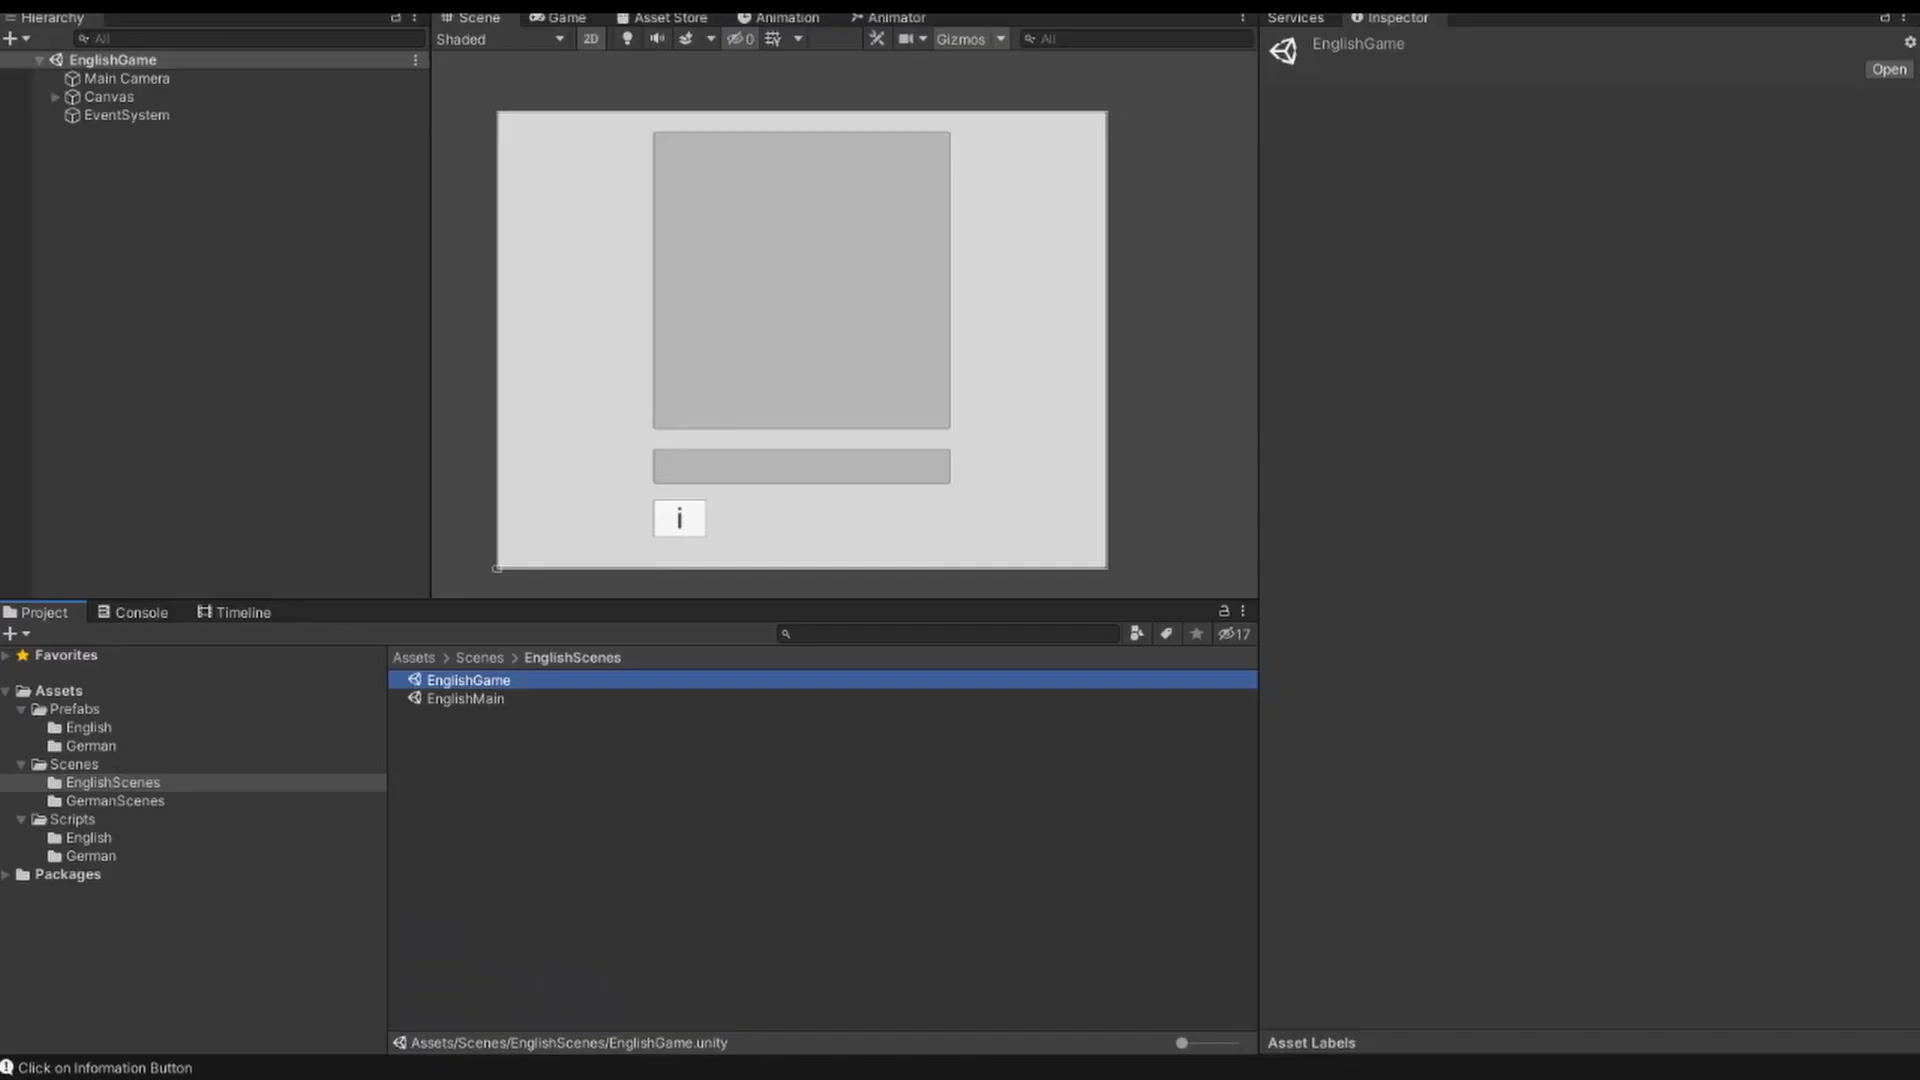 Hierarchy
Scene
Game
Asset Store
Animation
Animator
Services
Inspector
All
Shaded
2D
0
Gizmos
All
EnglishGame
Open
EnglishGame
Main Camera
Canvas
EventSystem
i
Project
Console
Timeline
17
Favorites
Assets > Scenes > EnglishScenes
EnglishGame
EnglishMain
Assets
Prefabs
English
German
Scenes
EnglishScenes
GermanScenes
Scripts
English
German
Packages
Assets/Scenes/EnglishScenes/EnglishGame.unity
Asset Labels
Click on Information Button